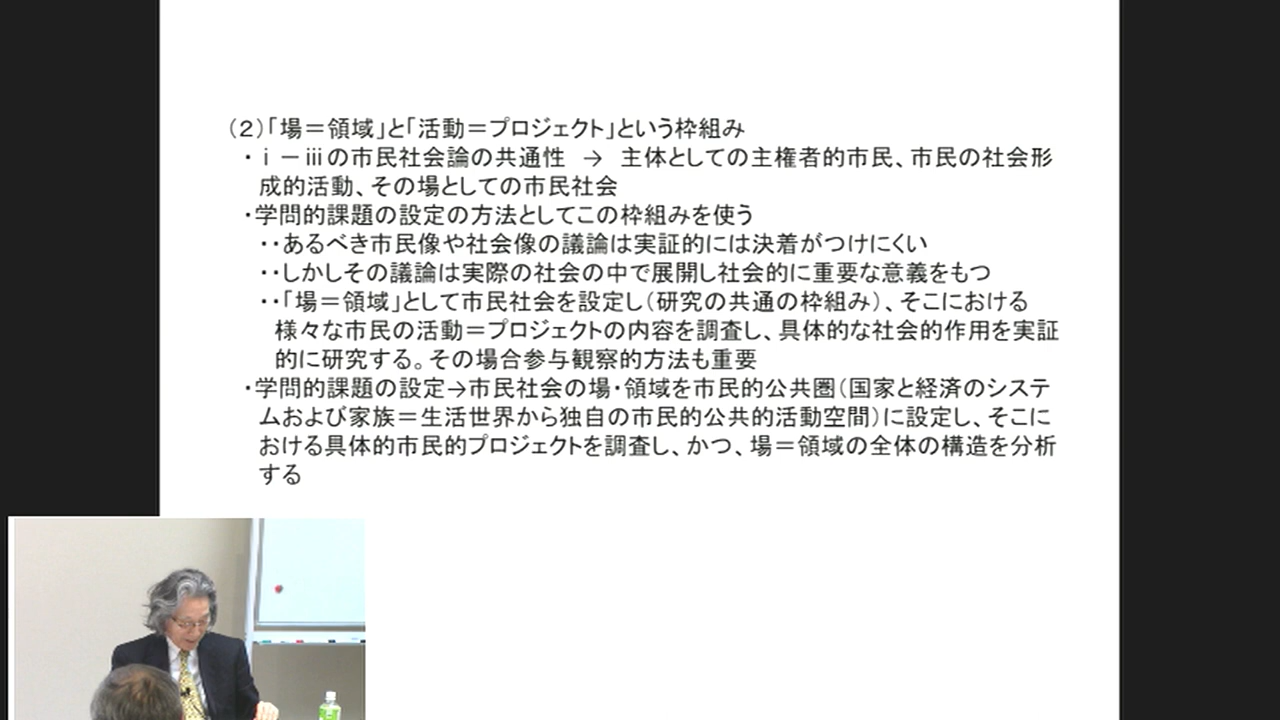 （２）「場＝領域」と「活動＝プロジェクト」という枠組み
・ⅰ－ⅲの市民社会論の共通性　→　主体としての主権者的市民、市民の社会形
成的活動、その場としての市民社会
・学問的課題の設定の方法としてこの枠組みを使う
・・あるべき市民像や社会像の議論は実証的には決着がつけにくい
・・しかしその議論は実際の社会の中で展開し社会的に重要な意義をもつ
・・「場＝領域」として市民社会を設定し（研究の共通の枠組み）、そこにおける
様々な市民の活動＝プロジェクトの内容を調査し、具体的な社会的作用を実証
的に研究する。その場合参与観察的方法も重要
・学問的課題の設定→市民社会の場・領域を市民的公共圏（国家と経済のシステ
ムおよび家族＝生活世界から独自の市民的公共的活動空間）に設定し、そこに
おける具体的市民的プロジェクトを調査し、かつ、場＝領域の全体の構造を分析
する